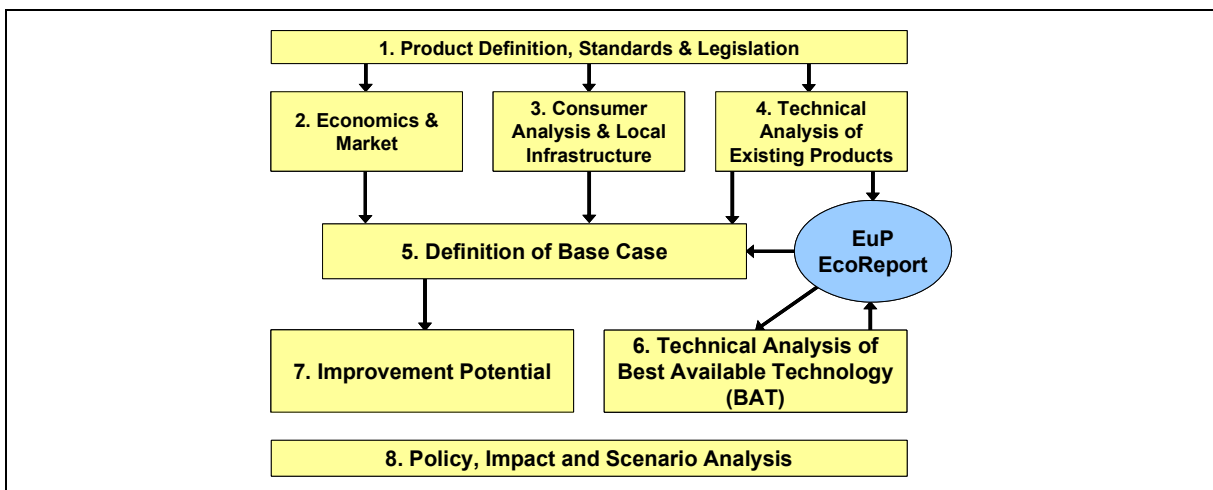 1. Product Definition, Standards & Legislation
2. Economics &
Market
3. Consumer
Analysis & Local
Infrastructure
4. Technical
Analysis of
Existing Products
5. Definition of Base Case
EuP
EcoReport
7. Improvement Potential
6. Technical Analysis of
Best Available Technology
(BAT)
8. Policy, Impact and Scenario Analysis